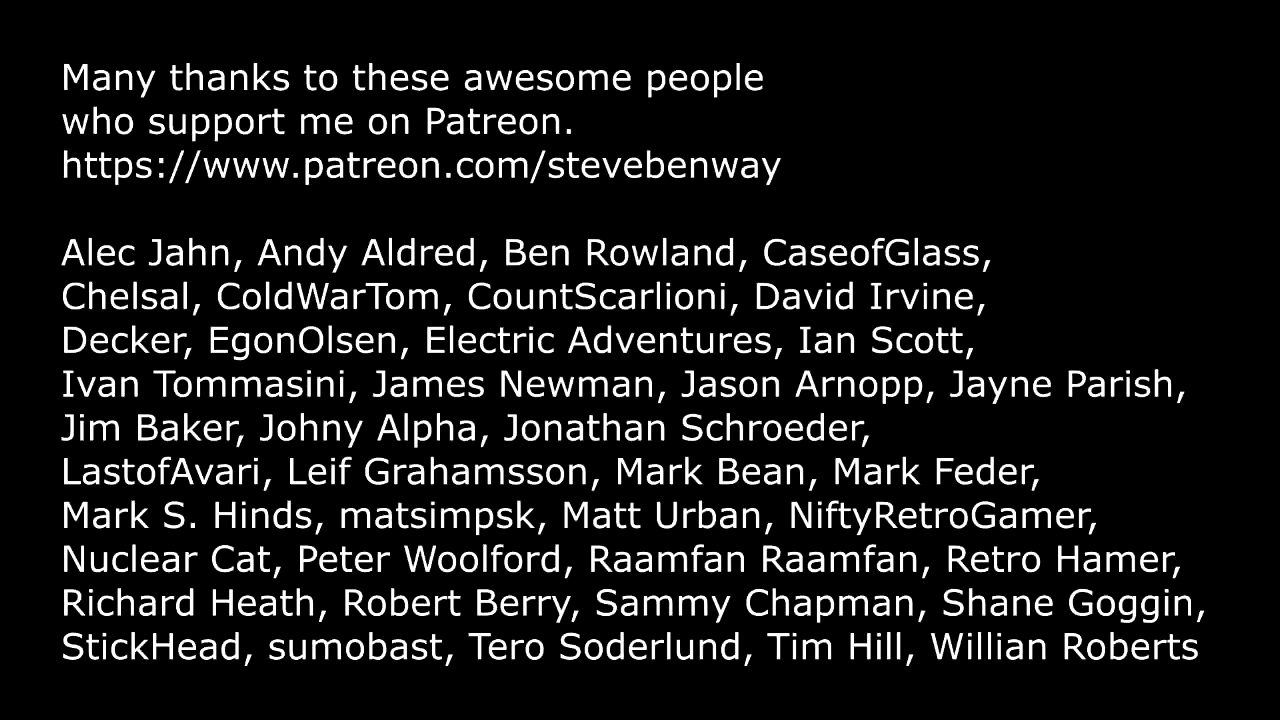 Many thanks to these awesome people
who support me on Patreon.
https://www.patreon.com/stevebenway
Alec Jahn, Andy Aldred, Ben Rowland, CaseofGlass,
Chelsal, ColdWarTom, CountScarlioni, David Irvine,
Decker, EgonOlsen, Electric Adventures, Ian Scott,
Ivan Tommasini, James Newman, Jason Arnopp, Jayne Parish,
Jim Baker, Johny Alpha, Jonathan Schroeder,
LastofAvari, Leif Grahamsson, Mark Bean, Mark Feder,
Mark S. Hinds, matsimpsk, Matt Urban, NiftyRetroGamer,
Nuclear Cat, Peter Woolford, Raamfan Raamfan, Retro Hamer,
Richard Heath, Robert Berry, Sammy Chapman, Shane Goggin,
StickHead, sumobast, Tero Soderlund, Tim Hill, Willian Roberts